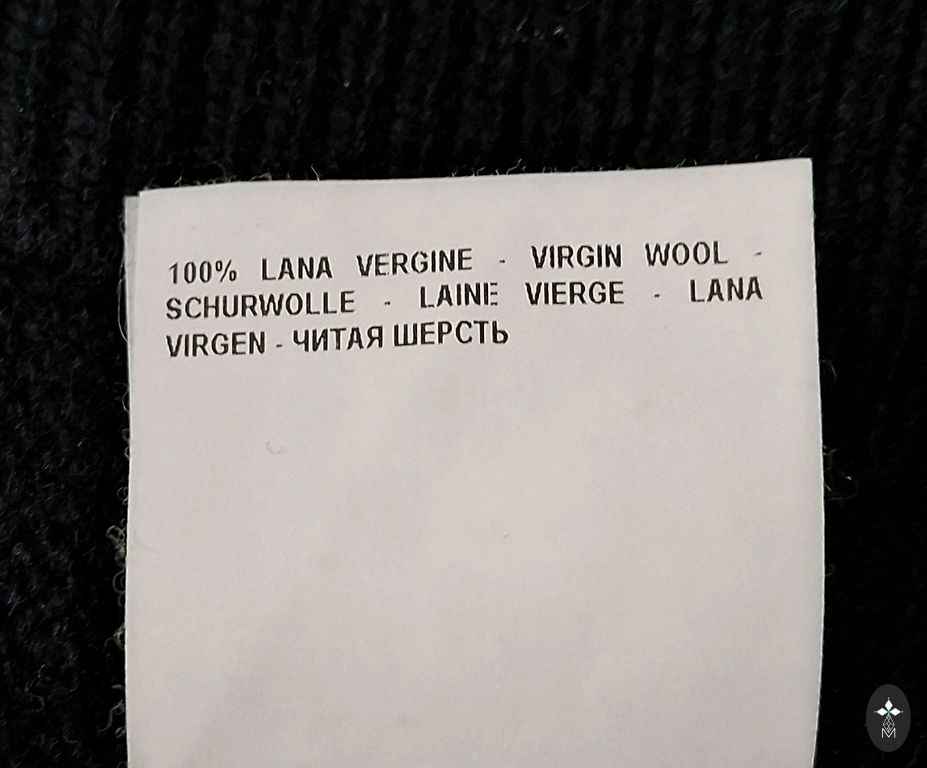 100% LANA VERGINE - VIRGIN WOOL -
SCHURWOLLE - LAINE VIERGE - LANA
VIRGEN - ЧИТАЯ ШЕРСТЬ
M